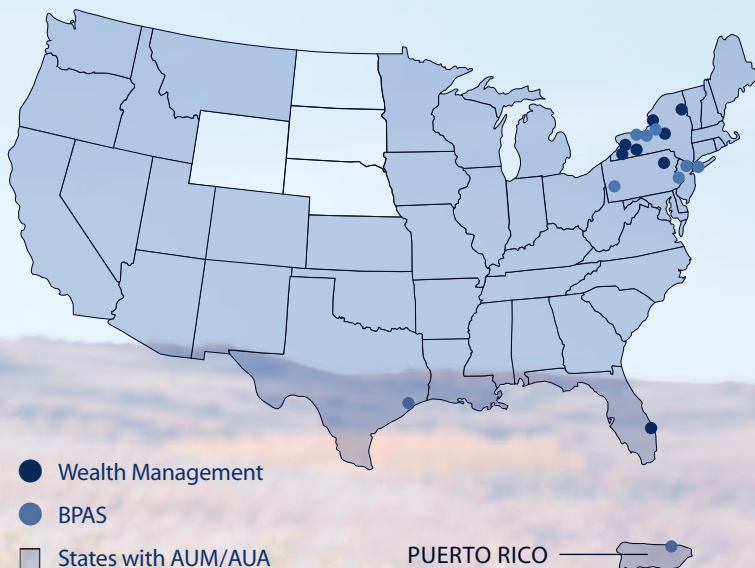 Wealth Management
BPAS
States with AUM/AUA
PUERTO RICO